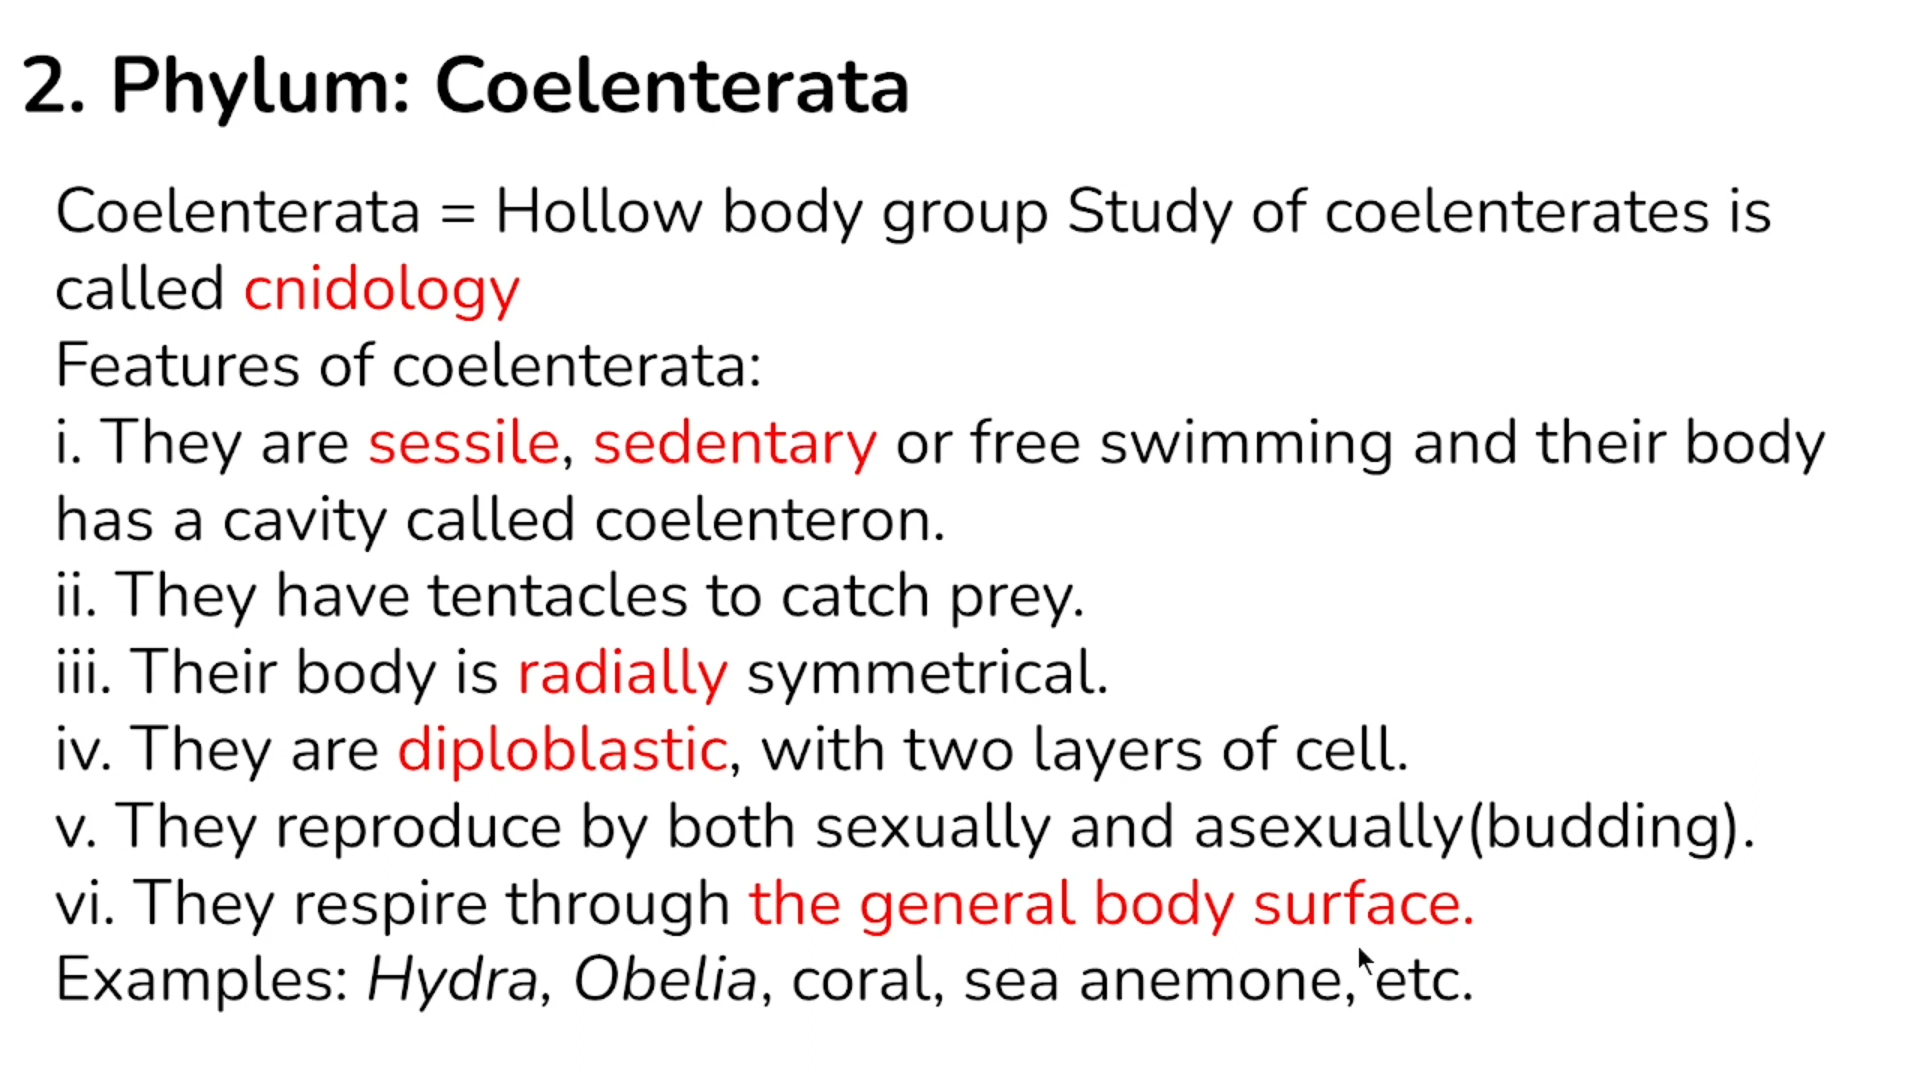 2. Phylum: Coelenterata
Coelenterata = Hollow body group Study of coelenterates is
called cnidology
Features of coelenterata:
i. They are sessile, sedentary or free swimming and their body
has a cavity called coelenteron.
ii. They have tentacles to catch prey.
iii. Their body is radially symmetrical.
iv. They are diploblastic, with two layers of cell.
v. They reproduce by both sexually and asexually(budding).
vi. They respire through the general body surface.
Examples: Hydra, Obelia, coral, sea anemone, etc.